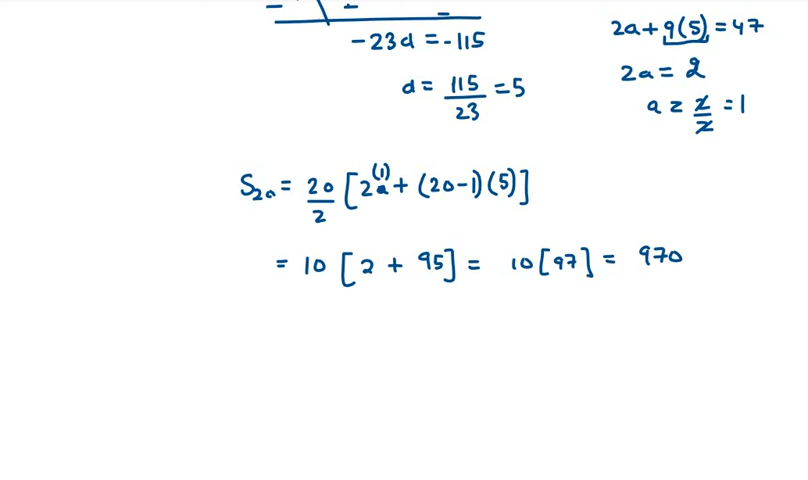 -23d = -115
2a + 9(5) = 47
d = 115/23 = 5
2a = 2
a = 2/2 = 1
S20 = 20/2 [2a(1) + (20-1)(5)]
= 10 [2 + 95] = 10[97] = 970